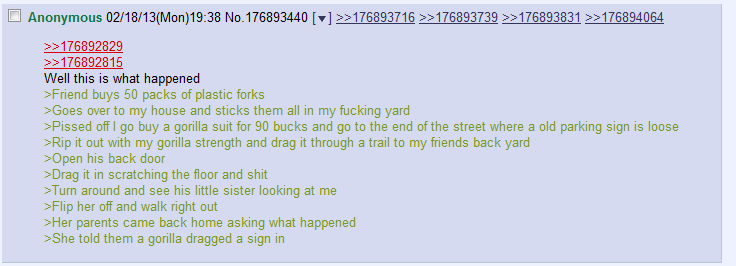 Anonymous 02/18/13(Mon)19:38 No.176893440 [▼] >>176893716 >>176893739 >>176893831 >>176894064
>>176892829
>>176892815
Well this is what happened
>Friend buys 50 packs of plastic forks
>Goes over to my house and sticks them all in my fucking yard
>Pissed off I go buy a gorilla suit for 90 bucks and go to the end of the street where a old parking sign is loose
>Rip it out with my gorilla strength and drag it through a trail to my friends back yard
>Open his back door
>Drag it in scratching the floor and shit
>Turn around and see his little sister looking at me
>Flip her off and walk right out
>Her parents came back home asking what happened
>She told them a gorilla dragged a sign in